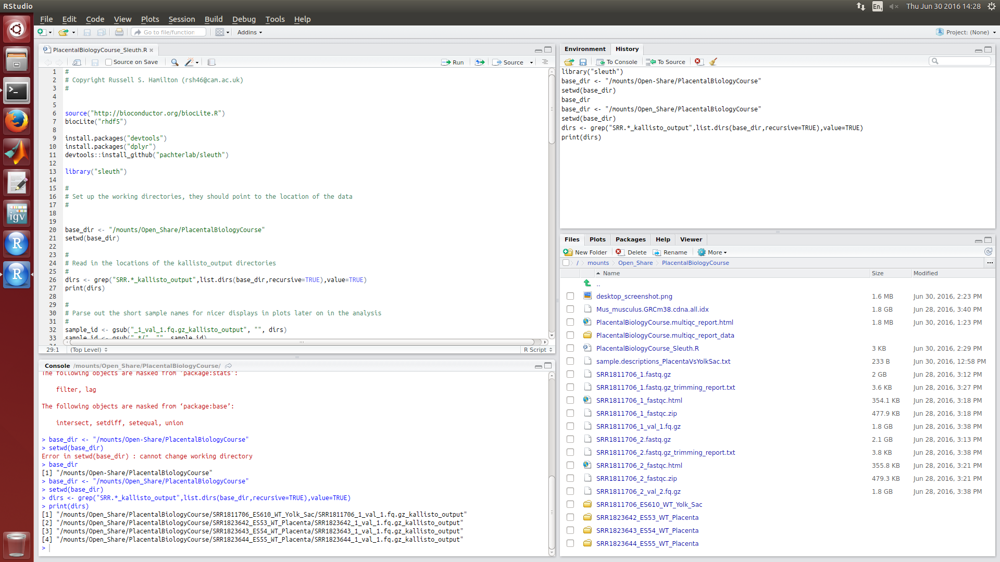 RStudio
En1
Thu Jun 30 2016 14:28
File Edit Code View Plots Session Build Debug Tools Help
Go to file/function
Addins
Project: (None)
PlacentalBiologyCourse_Sleuth.R
Source on Save
Run
Source
1 #
2 # Copyright Russell S. Hamilton (rsh46@cam.ac.uk)
3 #
4
5
6 source("http://bioconductor.org/biocLite.R")
7 biocLite("rhdf5")
8
9 install.packages("devtools")
10 install.packages("dplyr")
11 devtools::install_github("pachterlab/sleuth")
12
13 library("sleuth")
14
15 #
16 # Set up the working directories, they should point to the location of the data
17 #
18
19
20 base_dir <- "/mounts/Open_Share/PlacentalBiologyCourse"
21 setwd(base_dir)
22
23 #
24 # Read in the locations of the kallisto_output directories
25 #
26 dirs <- grep("SRR.*_kallisto_output",list.dirs(base_dir,recursive=TRUE),value=TRUE)
27 print(dirs)
28
29 #
30 # Parse out the short sample names for nicer displays in plots later on in the analysis
31 #
32 sample_id <- gsub("_1_val_1.fq.gz_kallisto_output", "", dirs)
33 sample_id <- gsub(".*/", "", sample_id)
29:1 (Top Level) R Script
Console /mounts/Open_Share/PlacentalBiologyCourse/
The following objects are masked from ‘package:stats’:
filter, lag
The following objects are masked from ‘package:base’:
intersect, setdiff, setequal, union
> base_dir <- "/mounts/Open-Share/PlacentalBiologyCourse"
> setwd(base_dir)
Error in setwd(base_dir) : cannot change working directory
> base_dir
[1] "/mounts/Open-Share/PlacentalBiologyCourse"
> base_dir <- "/mounts/Open_Share/PlacentalBiologyCourse"
> setwd(base_dir)
> dirs <- grep("SRR.*_kallisto_output",list.dirs(base_dir,recursive=TRUE),value=TRUE)
> print(dirs)
[1] "/mounts/Open_Share/PlacentalBiologyCourse/SRR1811706_ES610_WT_Yolk_Sac/SRR1811706_1_val_1.fq.gz_kallisto_output"
[2] "/mounts/Open_Share/PlacentalBiologyCourse/SRR1823642_ES53_WT_Placenta/SRR1823642_1_val_1.fq.gz_kallisto_output"
[3] "/mounts/Open_Share/PlacentalBiologyCourse/SRR1823643_ES54_WT_Placenta/SRR1823643_1_val_1.fq.gz_kallisto_output"
[4] "/mounts/Open_Share/PlacentalBiologyCourse/SRR1823644_ES55_WT_Placenta/SRR1823644_1_val_1.fq.gz_kallisto_output"
>
Environment History
To Console To Source
library("sleuth")
base_dir <- "/mounts/Open-Share/PlacentalBiologyCourse"
setwd(base_dir)
base_dir
base_dir <- "/mounts/Open_Share/PlacentalBiologyCourse"
setwd(base_dir)
dirs <- grep("SRR.*_kallisto_output",list.dirs(base_dir,recursive=TRUE),value=TRUE)
print(dirs)
Files Plots Packages Help Viewer
New Folder Delete Rename More
/ mounts Open_Share PlacentalBiologyCourse ...
Name Size Modified
..
desktop_screenshot.png 1.6 MB Jun 30, 2016, 2:23 PM
Mus_musculus.GRCm38.cdna.all.idx 1.8 GB Jun 28, 2016, 3:40 PM
PlacentalBiologyCourse.multiqc_report.html 1.8 MB Jun 30, 2016, 1:23 PM
PlacentalBiologyCourse.multiqc_report_data
PlacentalBiologyCourse_Sleuth.R 3 KB Jun 30, 2016, 2:29 PM
sample.descriptions_PlacentaVsYolkSac.txt 233 B Jun 30, 2016, 12:58 PM
SRR1811706_1.fastq.gz 2 GB Jun 28, 2016, 3:12 PM
SRR1811706_1.fastq.gz_trimming_report.txt 3.6 KB Jun 28, 2016, 3:27 PM
SRR1811706_1_fastqc.html 354.1 KB Jun 28, 2016, 3:18 PM
SRR1811706_1_fastqc.zip 477.9 KB Jun 28, 2016, 3:18 PM
SRR1811706_1_val_1.fq.gz 1.8 GB Jun 28, 2016, 3:38 PM
SRR1811706_2.fastq.gz 2.1 GB Jun 28, 2016, 3:13 PM
SRR1811706_2.fastq.gz_trimming_report.txt 3.8 KB Jun 28, 2016, 3:38 PM
SRR1811706_2_fastqc.html 355.8 KB Jun 28, 2016, 3:21 PM
SRR1811706_2_fastqc.zip 479.3 KB Jun 28, 2016, 3:21 PM
SRR1811706_2_val_2.fq.gz 1.8 GB Jun 28, 2016, 3:38 PM
SRR1811706_ES610_WT_Yolk_Sac
SRR1823642_ES53_WT_Placenta
SRR1823643_ES54_WT_Placenta
SRR1823644_ES55_WT_Placenta
igv
R
R